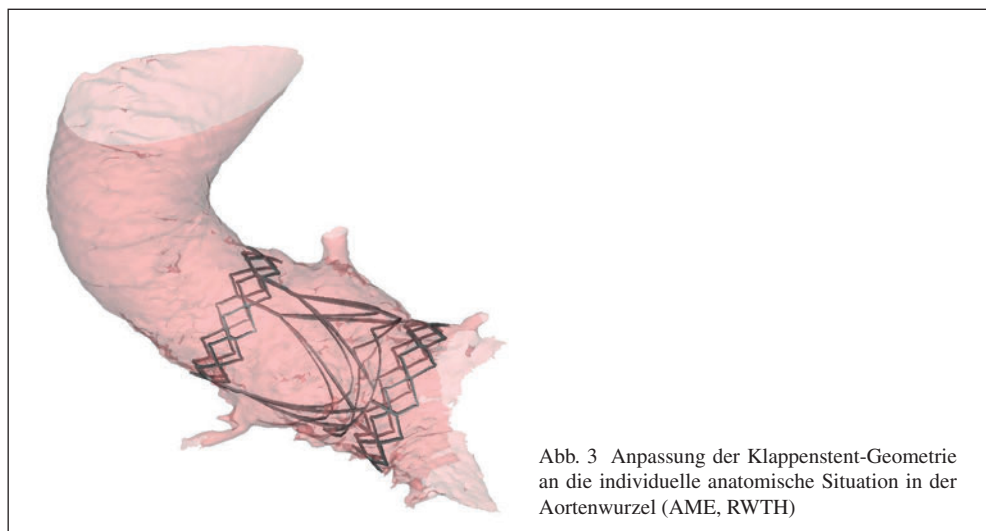 Abb. 3 Anpassung der Klappenstent-Geometrie
an die individuelle anatomische Situation in der
Aortenwurzel (AME, RWTH)